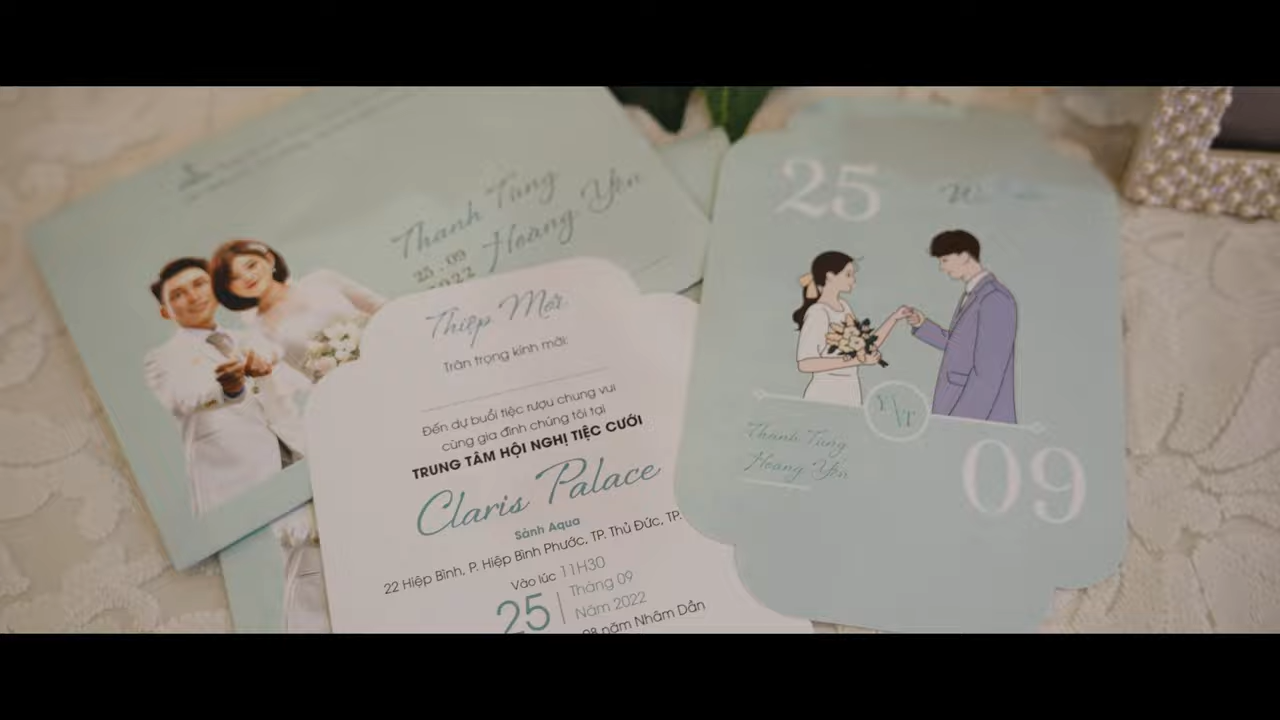 Thanh Tùng
Hoàng Yến
25 - 09
2022
Thiệp Mời
Trân trọng kính mời:
Đến dự buổi tiệc rượu chung vui
cùng gia đình chúng tôi tại
TRUNG TÂM HỘI NGHỊ TIỆC CƯỚI
Claris Palace
Sảnh Aqua
22 Hiệp Bình, P. Hiệp Bình Phước, TP. Thủ Đức, TP.
Vào lúc 11H30
25
Tháng 09
Năm 2022
08 năm Nhâm Dần
25
Y T
Thanh Tùng
Hoàng Yến
09